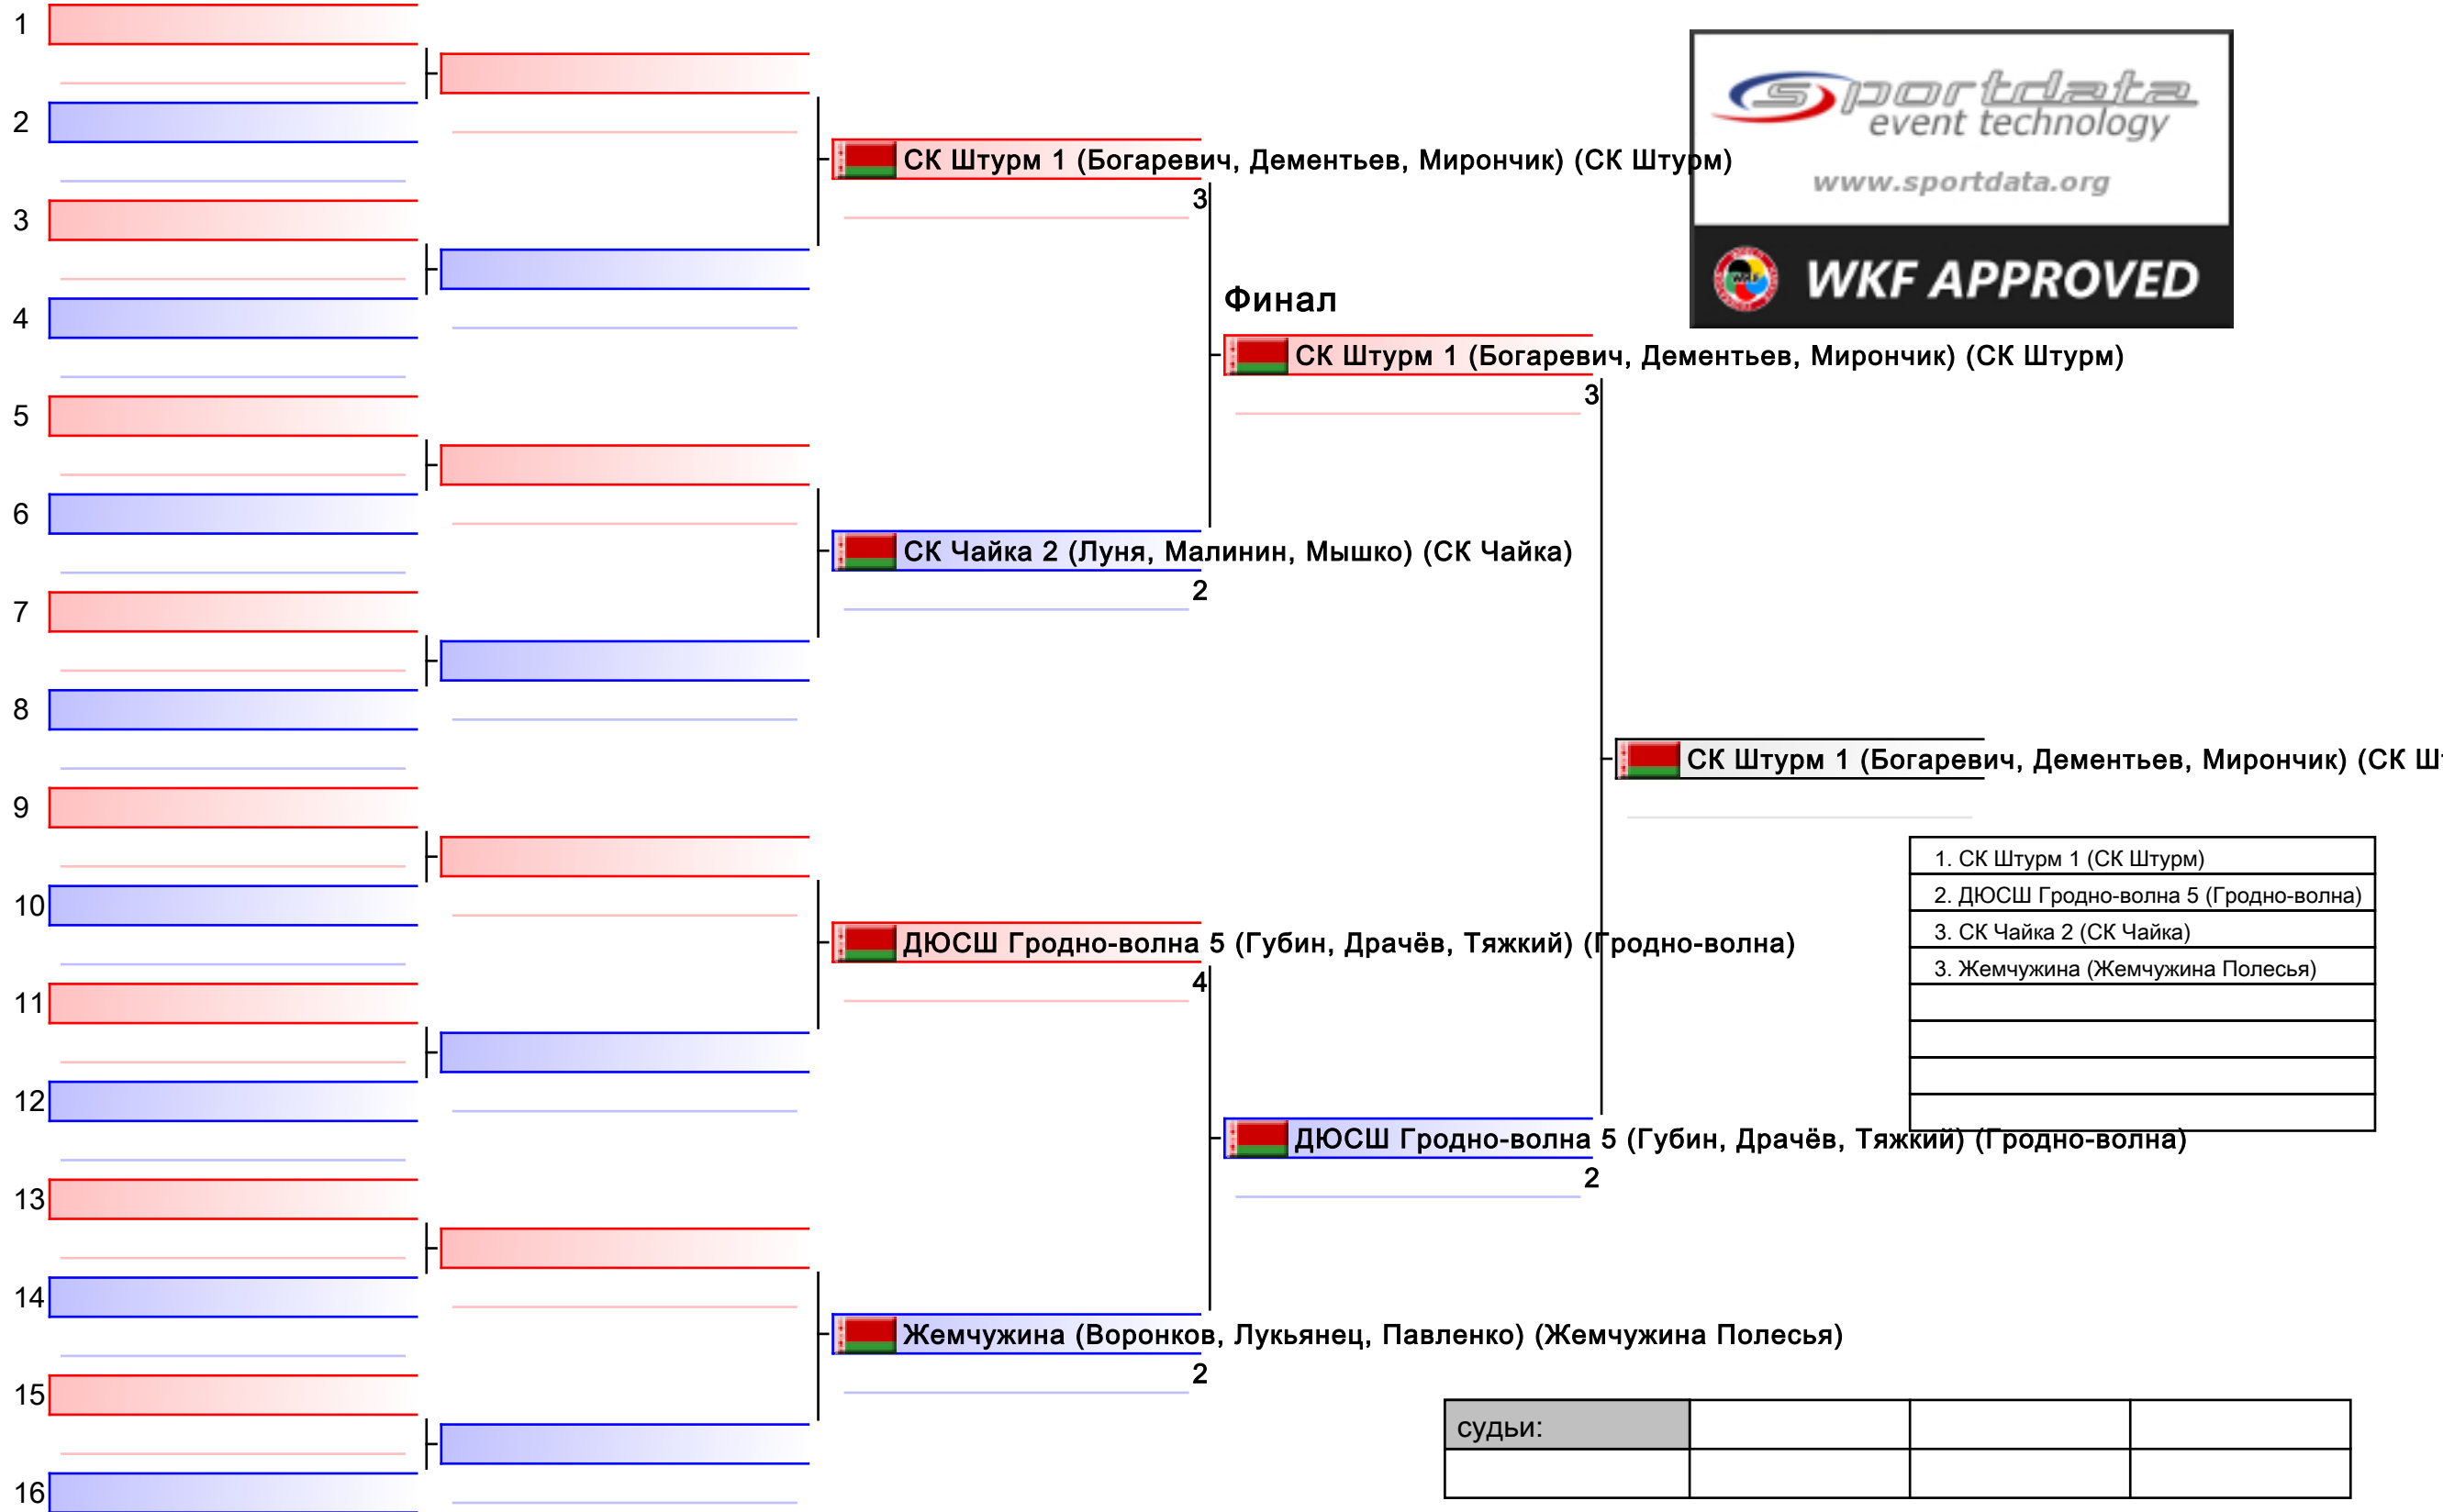 1
2
3
4
5
6
7
8
9
10
11
12
13
14
15
16
СК Штурм 1 (Богаревич, Дементьев, Мирончик) (СК Штурм)
3
СК Чайка 2 (Луня, Малинин, Мышко) (СК Чайка)
2
ДЮСШ Гродно-волна 5 (Губин, Драчёв, Тяжкий) (Гродно-волна)
4
Жемчужина (Воронков, Лукьянец, Павленко) (Жемчужина Полесья)
2
Финал
СК Штурм 1 (Богаревич, Дементьев, Мирончик) (СК Штурм)
3
ДЮСШ Гродно-волна 5 (Губин, Драчёв, Тяжкий) (Гродно-волна)
2
sportdata
event technology
www.sportdata.org
WKF
WKF APPROVED
СК Штурм 1 (Богаревич, Дементьев, Мирончик) (СК Шт
1. СК Штурм 1 (СК Штурм)
2. ДЮСШ Гродно-волна 5 (Гродно-волна)
3. СК Чайка 2 (СК Чайка)
3. Жемчужина (Жемчужина Полесья)
судьи: